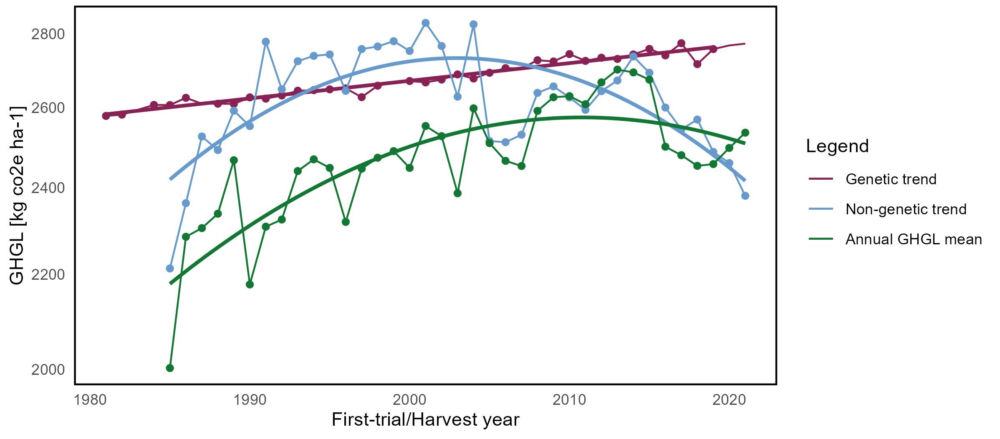 GHGL [kg co2e ha-1]
2800
2600
2400
2200
2000
1980 1990 2000 2010 2020
First-trial/Harvest year
Legend
Genetic trend
Non-genetic trend
Annual GHGL mean